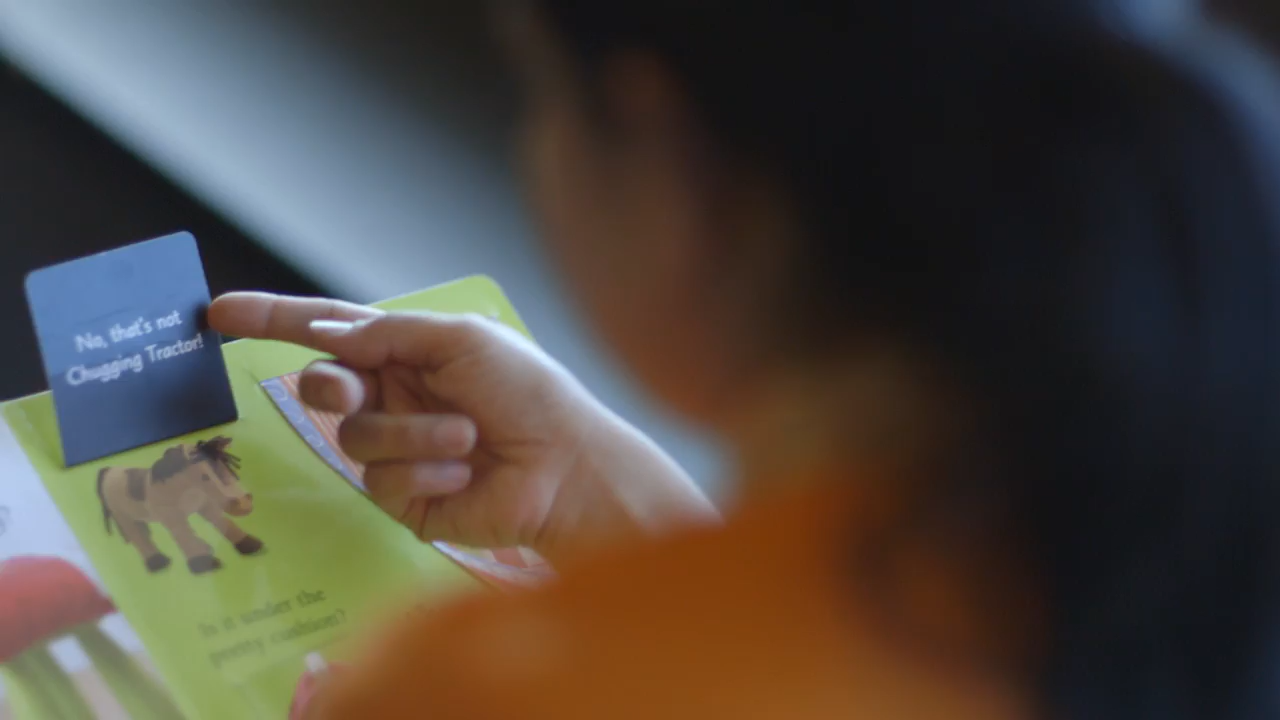 No, that's not
Chugging Tractor!
Is it under the
pretty cushion?